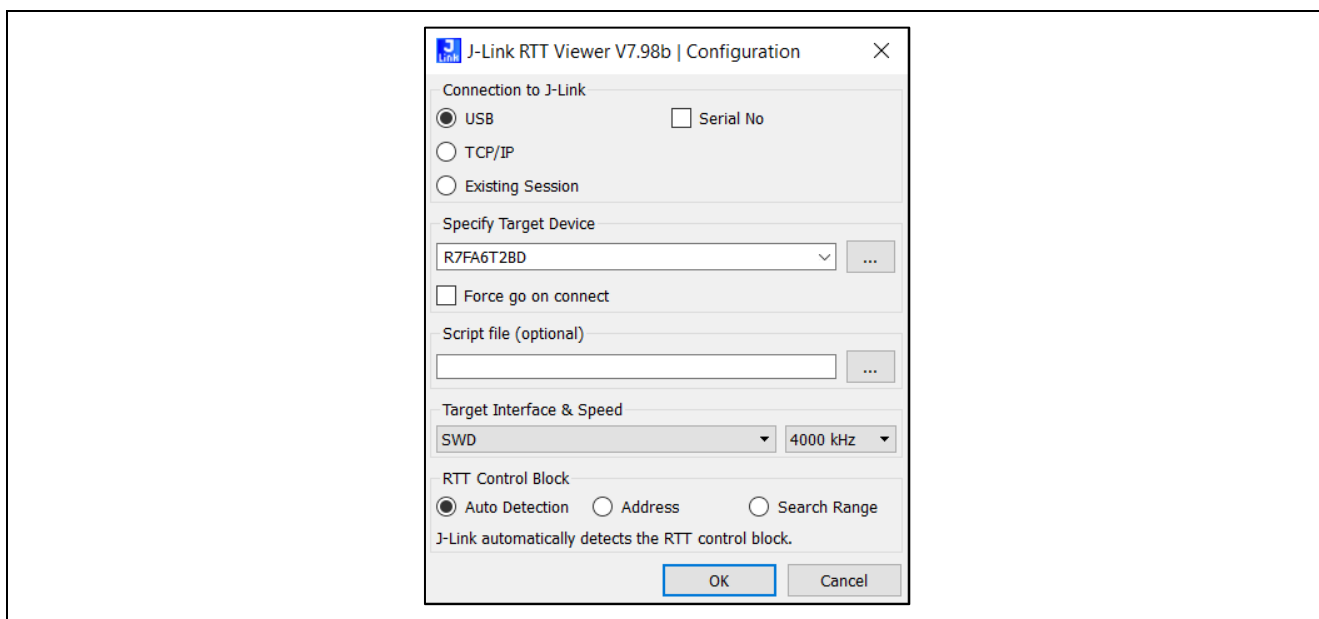 J-Link RTT Viewer V7.98b | Configuration
Connection to J-Link
USB Serial No
TCP/IP
Existing Session
Specify Target Device
R7FA6T2BD ...
Force go on connect
Script file (optional)
...
Target Interface & Speed
SWD 4000 kHz
RTT Control Block
Auto Detection Address Search Range
J-Link automatically detects the RTT control block.
OK Cancel